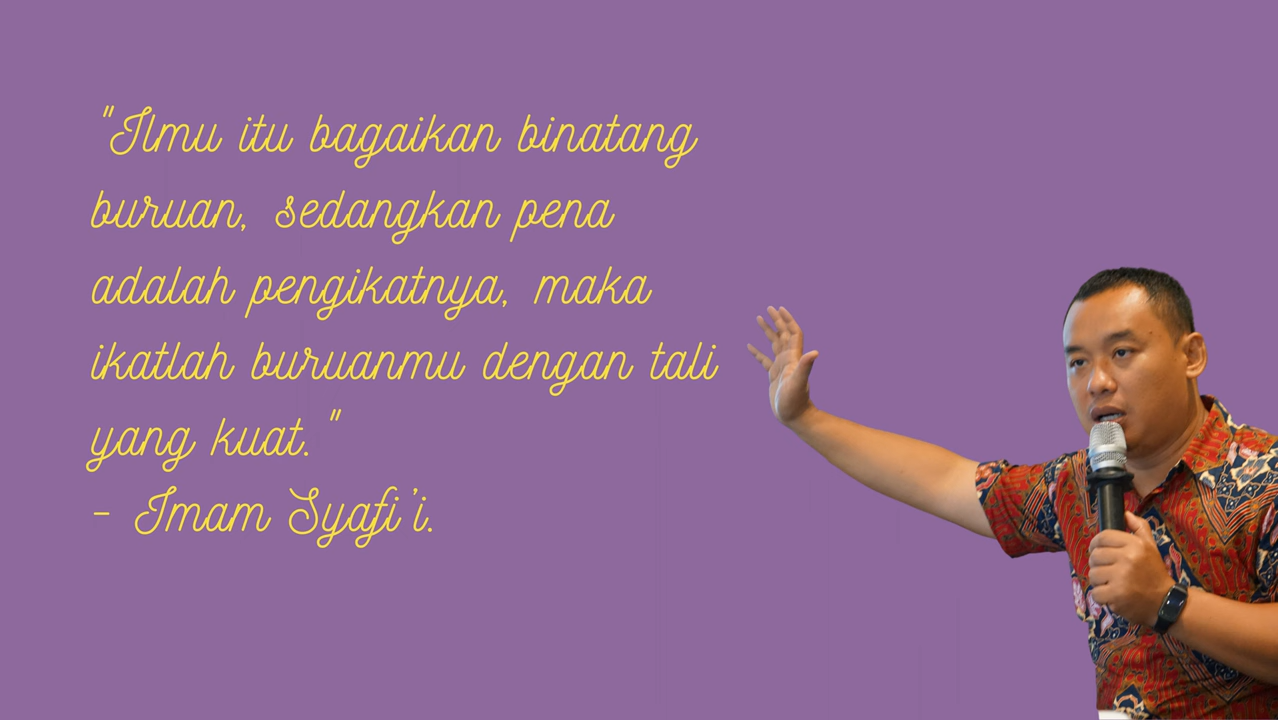 "Ilmu itu bagaikan binatang
buruan, sedangkan pena
adalah pengikatnya, maka
ikatlah buruanmu dengan tali
yang kuat."
- Imam Syafi'i.